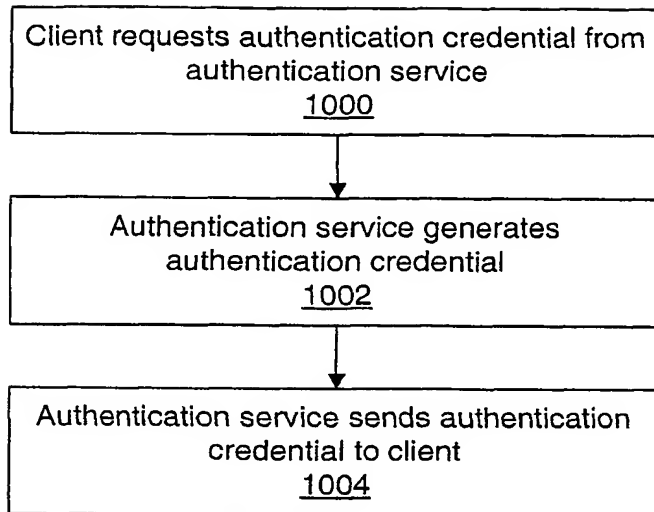 Client requests authentication credential from
authentication service
1000
Authentication service generates
authentication credential
1002
Authentication service sends authentication
credential to client
1004